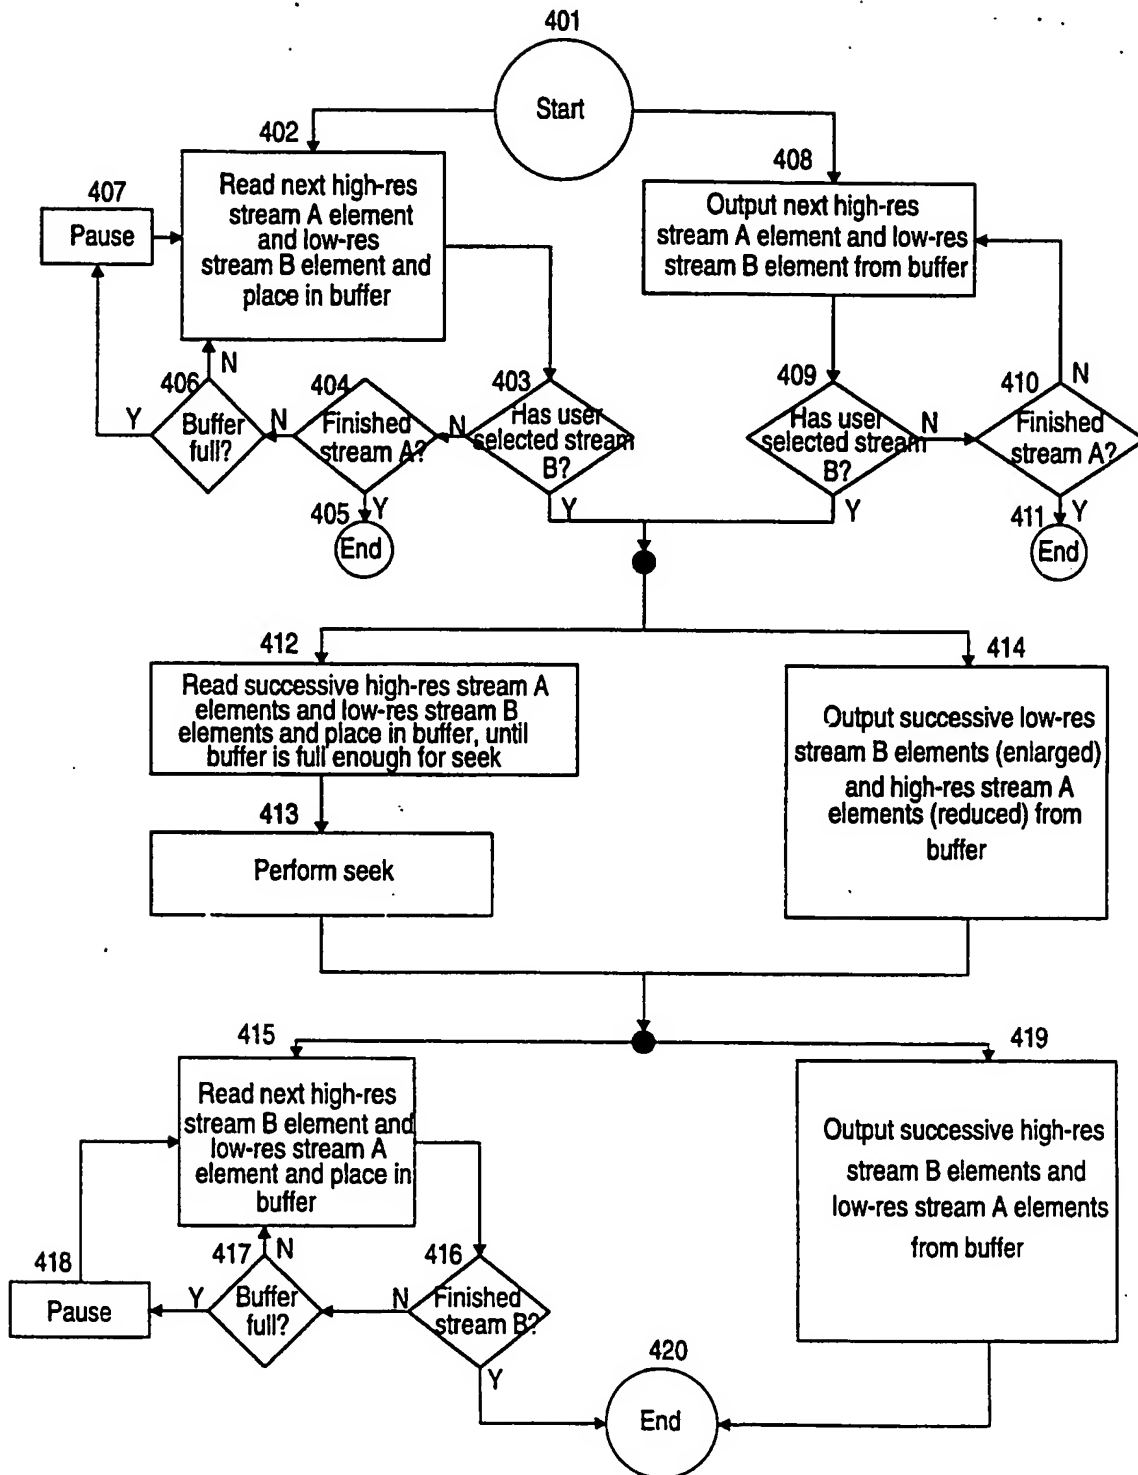 401
Start
402
Read next high-res
stream A element
and low-res
stream B element and
place in buffer
407
Pause
408
Output next high-res
stream A element and low-res
stream B element from buffer
406
N
Y
Buffer
full?
N
404
Finished
stream A?
Y
N
403
Has user
selected stream
B?
Y
405
End
409
Has user
selected stream
B?
N
Y
410
N
Finished
stream A?
Y
411
End
412
Read successive high-res stream A
elements and low-res stream B
elements and place in buffer, until
buffer is full enough for seek
413
Perform seek
414
Output successive low-res
stream B elements (enlarged)
and high-res stream A
elements (reduced) from
buffer
415
Read next high-res
stream B element and
low-res stream A
element and place in
buffer
419
Output successive high-res
stream B elements and
low-res stream A elements
from buffer
418
Pause
417
N
Y
Buffer
full?
416
N
Finished
stream B?
Y
420
End